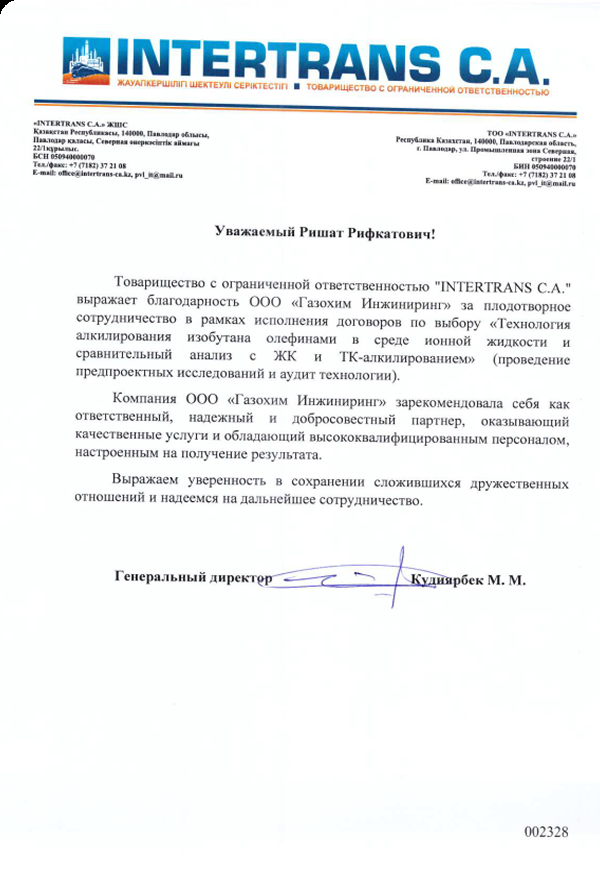 INTERTRANS C.A.
ЖАУАПКЕРШІЛІГІ ШЕКТЕУЛІ СЕРІКТЕСТІГІ ■ ТОВАРИЩЕСТВО С ОГРАНИЧЕННОЙ ОТВЕТСТВЕННОСТЬЮ
«INTERTRANS C.A.» ЖШС
Қазақстан Республикасы, 140000, Павлодар облысы,
Павлодар қаласы, Северная өнеркәсіптік аймағы
22/1құрылыс.
БСН 050940000070
Тел./факс: +7 (7182) 37 21 08
E-mail: office@intertrans-ca.kz, pvl_it@mail.ru
ТОО «INTERTRANS C.A.»
Республика Казахстан, 140000, Павлодарская область,
г. Павлодар, ул. Промышленная зона Северная,
строение 22/1
БИН 050940000070
Тел./факс: +7 (7182) 37 21 08
E-mail: office@intertrans-ca.kz, pvl_it@mail.ru
Уважаемый Ришат Рифкатович!
Товарищество с ограниченной ответственностью "INTERTRANS C.A."
выражает благодарность ООО «Газохим Инжиниринг» за плодотворное
сотрудничество в рамках исполнения договоров по выбору «Технология
алкилирования изобутана олефинами в среде ионной жидкости и
сравнительный анализ с ЖК и ТК-алкилированием» (проведение
предпроектных исследований и аудит технологии).
Компания ООО «Газохим Инжиниринг» зарекомендовала себя как
ответственный, надежный и добросовестный партнер, оказывающий
качественные услуги и обладающий высококвалифицированным персоналом,
настроенным на получение результата.
Выражаем уверенность в сохранении сложившихся дружественных
отношений и надеемся на дальнейшее сотрудничество.
Генеральный директор Кудиярбек М. М.
002328